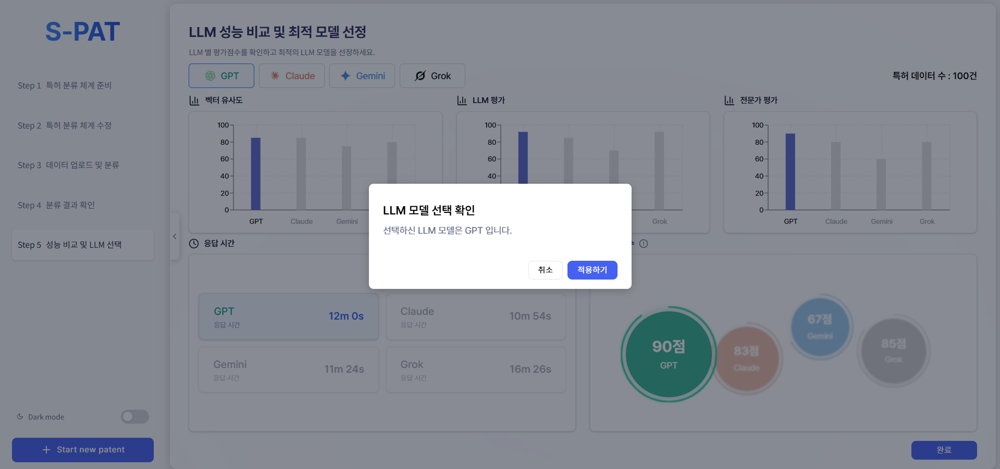 S-PAT
Step 1 특허 분류 체계 준비
Step 2 특허 분류 체계 수정
Step 3 데이터 업로드 및 분류
Step 4 분류 결과 확인
Step 5 성능 비교 및 LLM 선택
Dark mode
Start new patent
LLM 성능 비교 및 최적 모델 선정
LLM 별 평가점수를 확인하고 최적의 LLM 모델을 선정하세요.
GPT
Claude
Gemini
Grok
특허 데이터 수 : 100건
벡터 유사도
100
80
60
40
20
0
GPT
Claude
Gemini
LLM 평가
100
80
60
40
Grok
전문가 평가
100
80
60
40
20
0
GPT
Claude
Gemini
Grok
LLM 모델 선택 확인
선택하신 LLM 모델은 GPT 입니다.
취소
적용하기
응답 시간
GPT
응답 시간
12m 0s
Claude
응답 시간
10m 54s
Gemini
응답 시간
11m 24s
Grok
응답 시간
16m 26s
90점
GPT
83점
Claude
67점
Gemini
85점
Grok
완료